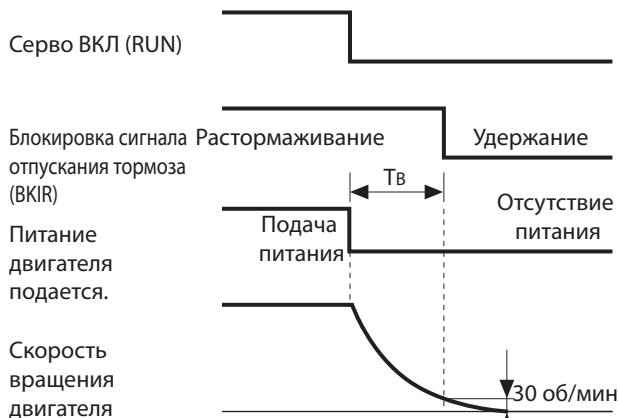 Серво ВКЛ (RUN)
Блокировка сигнала
отпускания тормоза
(BKIR)
Растормаживание
Удержание
TB
Питание
двигателя
подается.
Подача
питания
Отсутствие
питания
Скорость
вращения
двигателя
30 об/мин